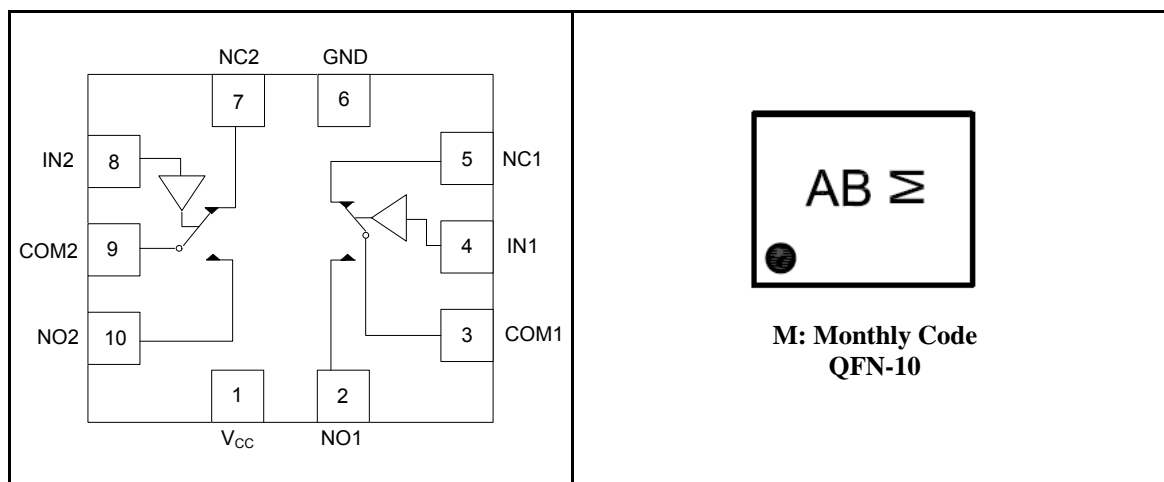 NC2
GND
7
6
IN2
8
5
NC1
COM2
9
4
IN1
NO2
10
3
COM1
1
2
V_CC
NO1
AB M
M: Monthly Code
QFN-10